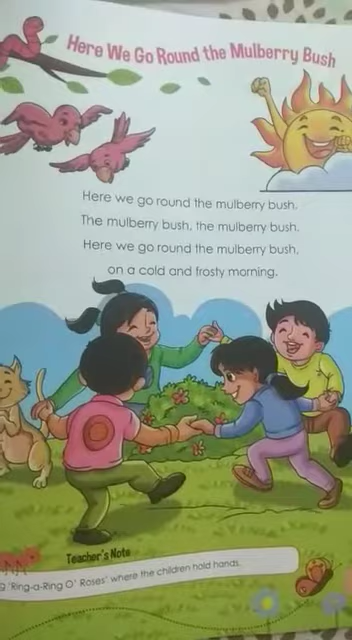 Here We Go Round the Mulberry Bush
Here we go round the mulberry bush,
The mulberry bush, the mulberry bush.
Here we go round the mulberry bush,
on a cold and frosty morning.
Teacher's Note
'Ring-a-Ring O' Roses' where the children hold hands.